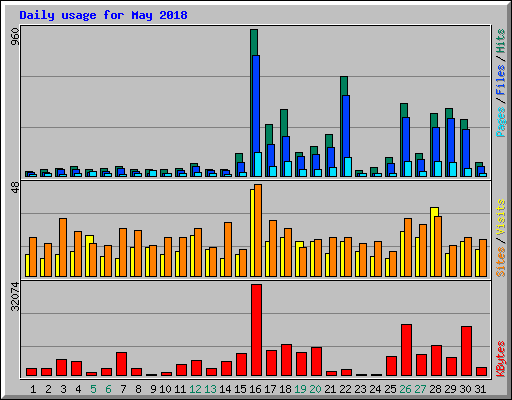 Daily usage for May 2018
960
Pages / Files / Hits
48
Sites / Visits
32074
KBytes
1 2 3 4 5 6 7 8 9 10 11 12 13 14 15 16 17 18 19 20 21 22 23 24 25 26 27 28 29 30 31